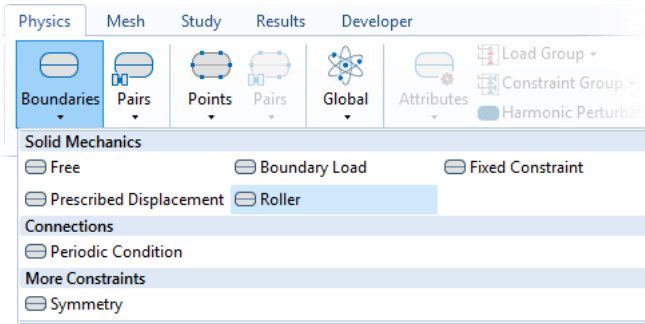 Physics Mesh Study Results Developer
Load Group
Constraint Group
Boundaries Pairs Points Pairs Global Attributes
Harmonic
Solid Mechanics
Free Boundary Load Fixed Constraint
Prescribed Displacement Roller
Connections
Periodic Condition
More Constraints
Symmetry